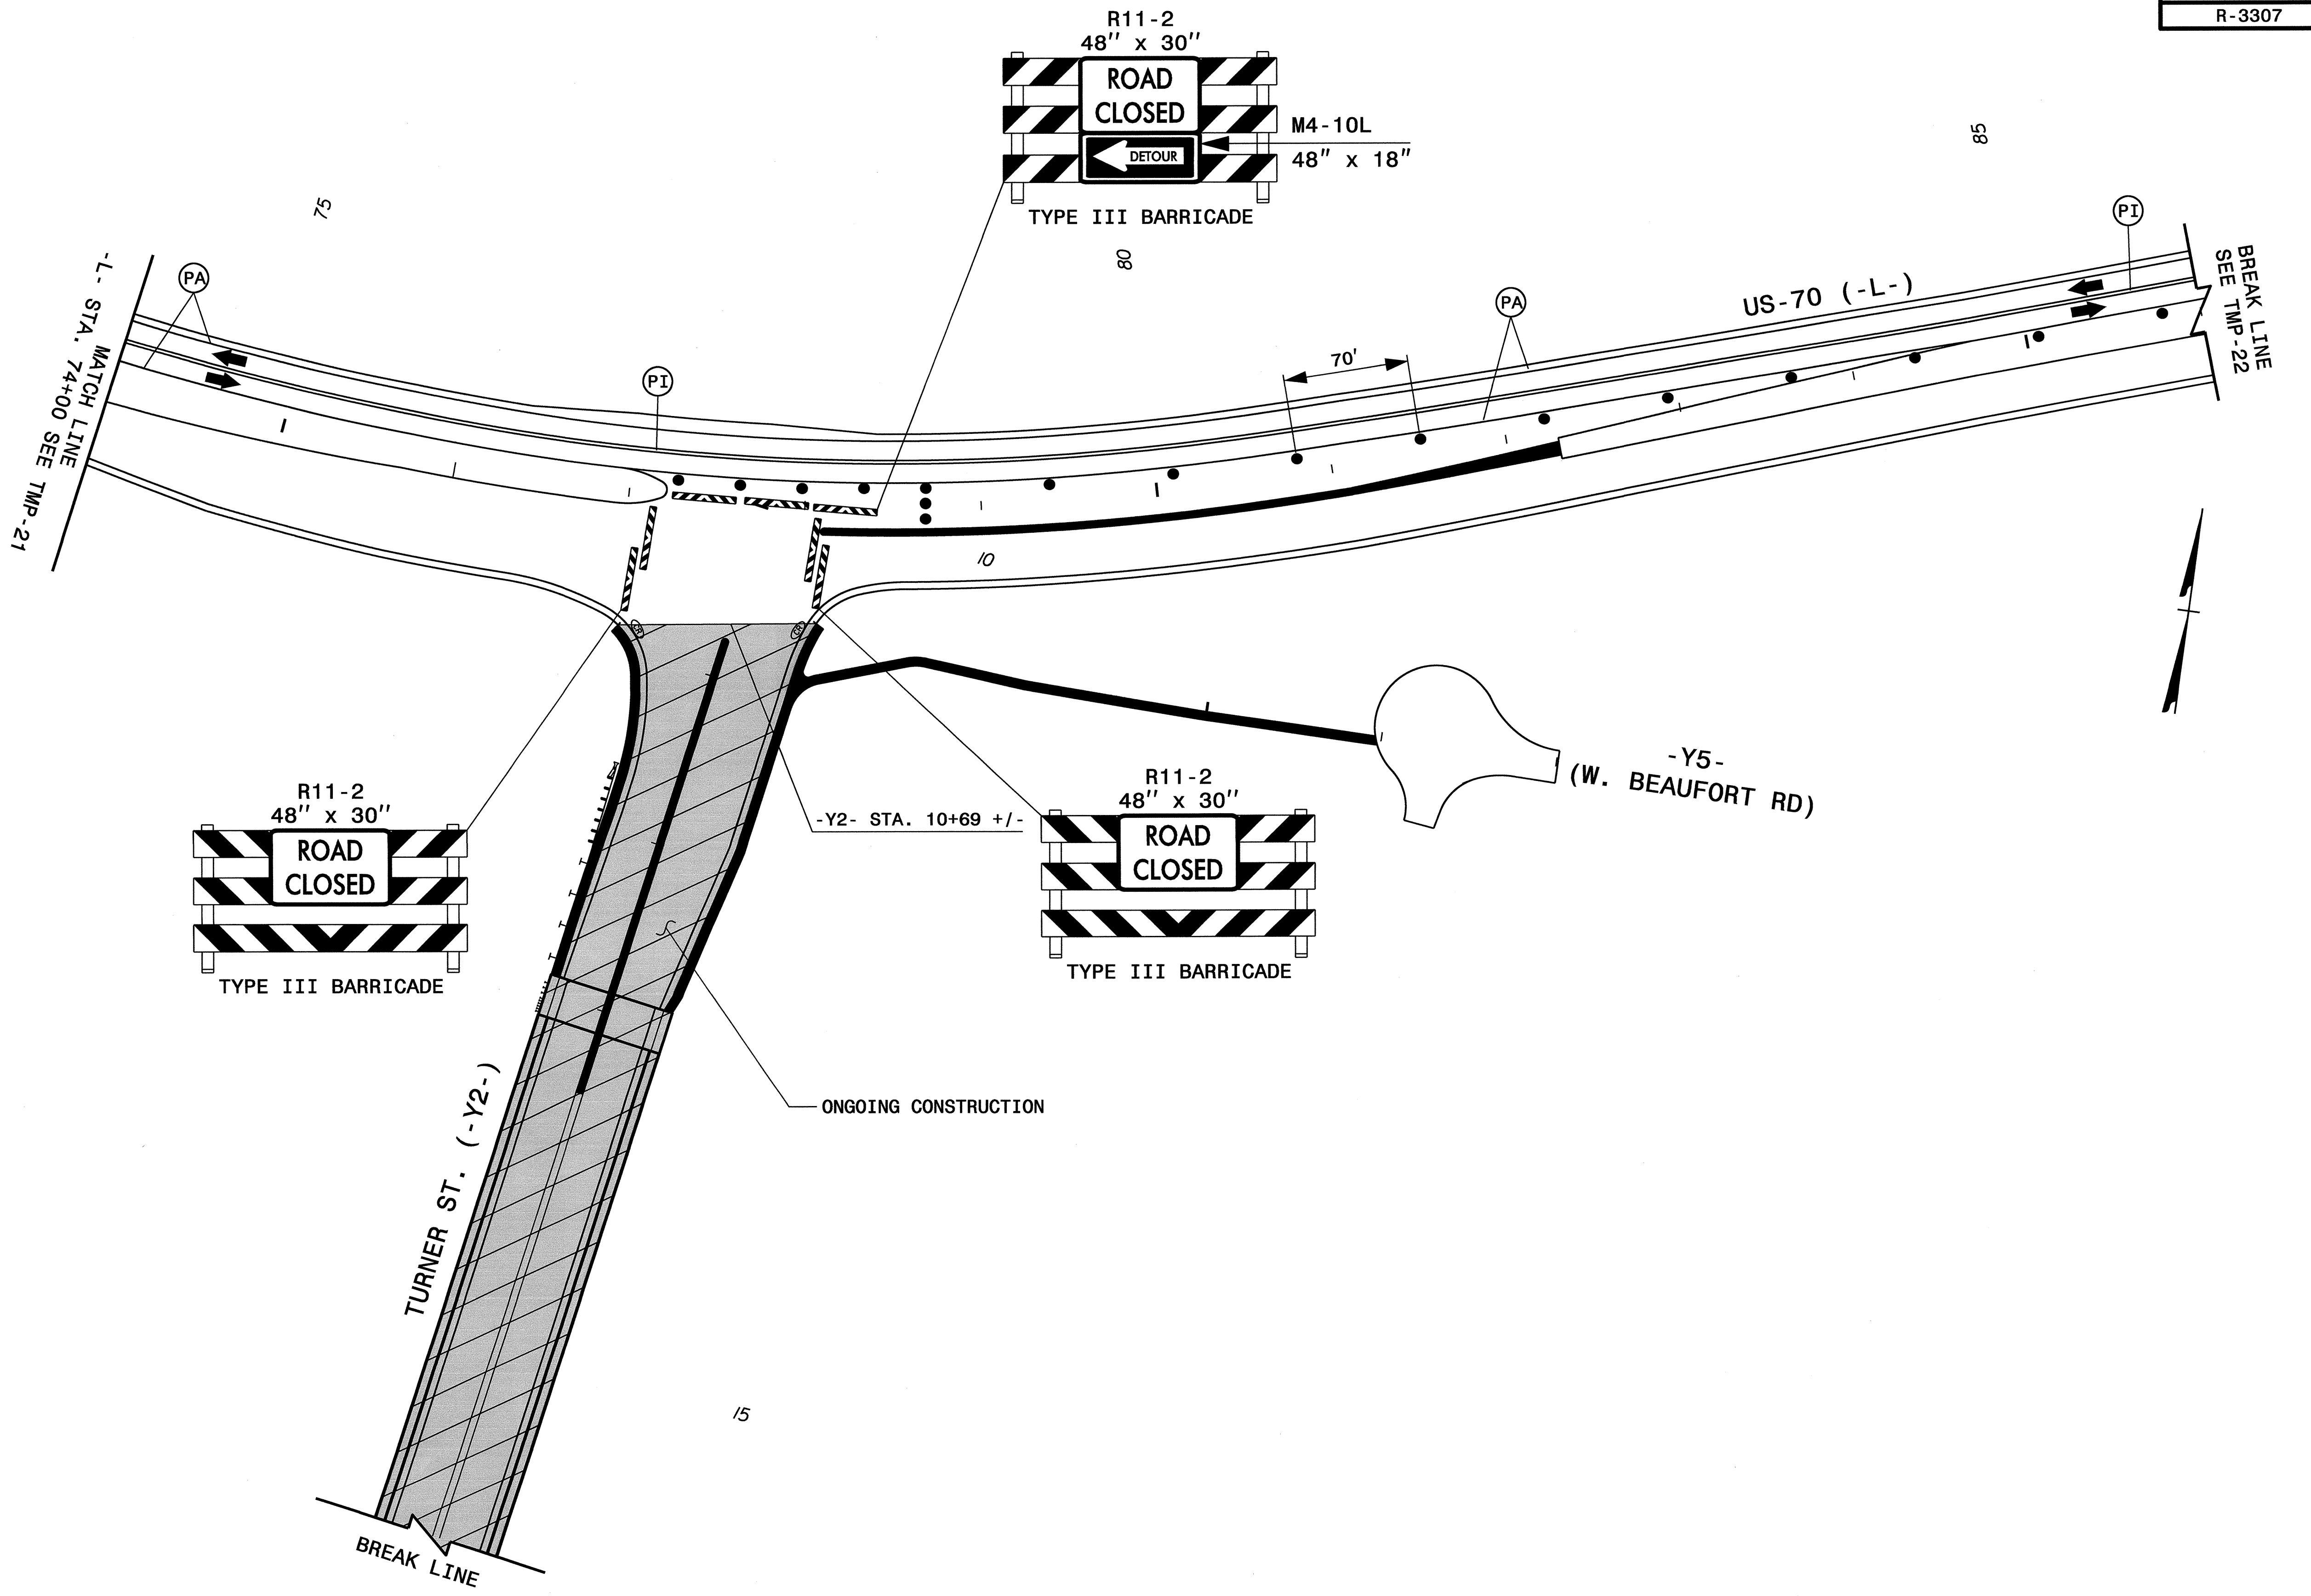 R-3307
R11-2
48" x 30"
ROAD
CLOSED
DETOUR
M4-10L
48" x 18"
TYPE III BARRICADE
75
80
85
PA
PI
PA
PI
US-70 (-L-)
70'
MATCH LINE
-L- STA. 74+00 SEE TMP-21
BREAK LINE
SEE TMP-22
10
CR
CR
-Y5-
(W. BEAUFORT RD)
R11-2
48" x 30"
ROAD
CLOSED
TYPE III BARRICADE
-Y2- STA. 10+69 +/-
R11-2
48" x 30"
ROAD
CLOSED
TYPE III BARRICADE
ONGOING CONSTRUCTION
TURNER ST. (-Y2-)
15
BREAK LINE